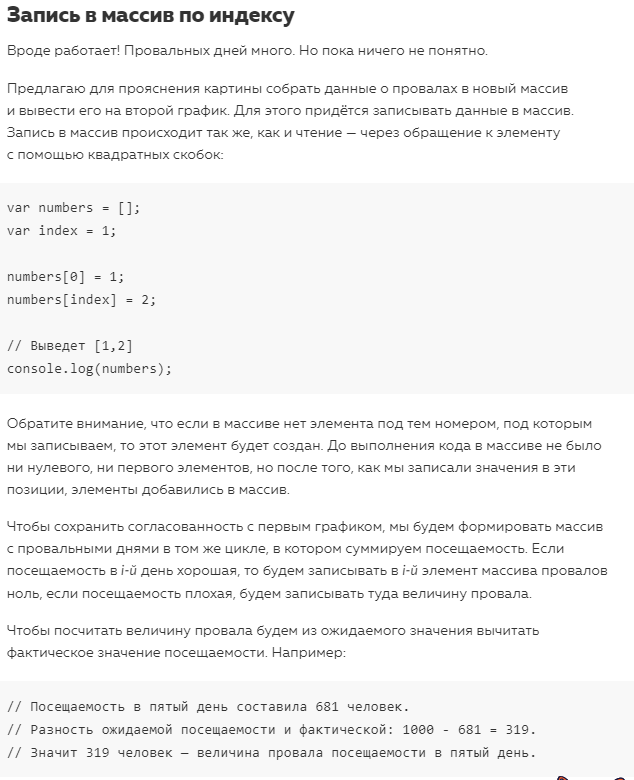 Запись в массив по индексу
Вроде работает! Провальных дней много. Но пока ничего не понятно.
Предлагаю для прояснения картины собрать данные о провалах в новый массив
и вывести его на второй график. Для этого придётся записывать данные в массив.
Запись в массив происходит так же, как и чтение — через обращение к элементу
с помощью квадратных скобок:
var numbers = [];
var index = 1;
numbers[0] = 1;
numbers[index] = 2;
// Выведет [1,2]
console.log(numbers);
Обратите внимание, что если в массиве нет элемента под тем номером, под которым
мы записываем, то этот элемент будет создан. До выполнения кода в массиве не было
ни нулевого, ни первого элементов, но после того, как мы записали значения в эти
позиции, элементы добавились в массив.
Чтобы сохранить согласованность с первым графиком, мы будем формировать массив
с провальными днями в том же цикле, в котором суммируем посещаемость. Если
посещаемость в i-й день хорошая, то будем записывать в i-й элемент массива провалов
ноль, если посещаемость плохая, будем записывать туда величину провала.
Чтобы посчитать величину провала будем из ожидаемого значения вычитать
фактическое значение посещаемости. Например:
// Посещаемость в пятый день составила 681 человек.
// Разность ожидаемой посещаемости и фактической: 1000 - 681 = 319.
// Значит 319 человек — величина провала посещаемости в пятый день.